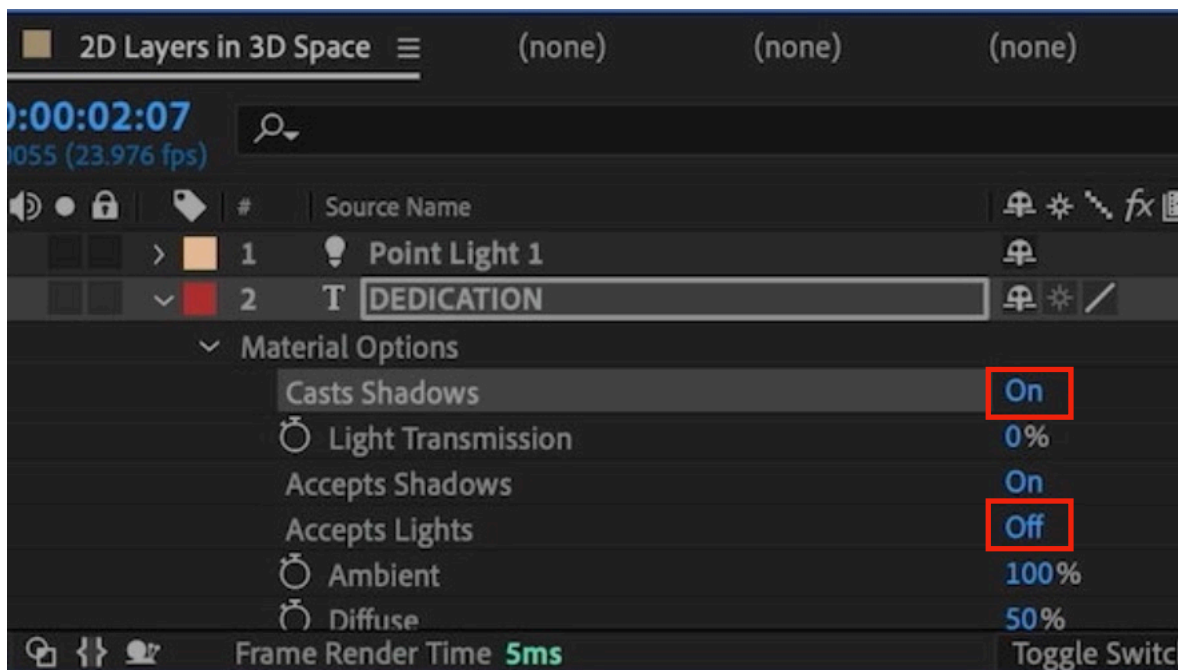 2D Layers in 3D Space (none) (none) (none)
0:00:02:07
0055 (23.976 fps)
# Source Name fx
1 Point Light 1
2 T DEDICATION
Material Options
Casts Shadows On
Light Transmission 0%
Accepts Shadows On
Accepts Lights Off
Ambient 100%
Diffuse 50%
Frame Render Time 5ms Toggle Switc